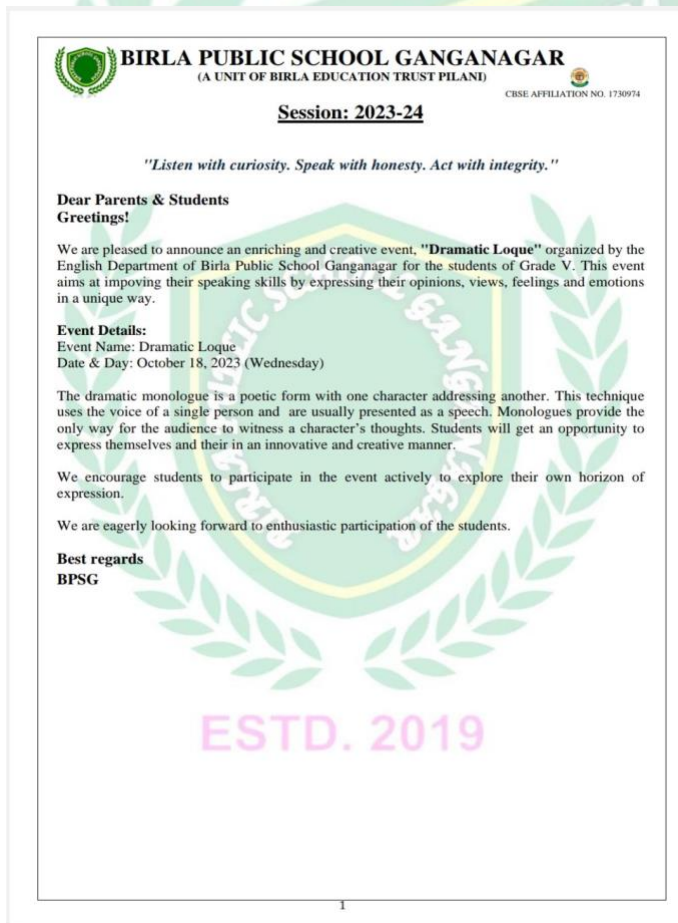 BIRLA PUBLIC SCHOOL GANGANAGAR
(A UNIT OF BIRLA EDUCATION TRUST PILANI)
CBSE AFFILIATION NO. 1730974
Session: 2023-24
"Listen with curiosity. Speak with honesty. Act with integrity."
Dear Parents & Students
Greetings!
We are pleased to announce an enriching and creative event, "Dramatic Loque" organized by the
English Department of Birla Public School Ganganagar for the students of Grade V. This event
aims at impoving their speaking skills by expressing their opinions, views, feelings and emotions
in a unique way.
Event Details:
Event Name: Dramatic Loque
Date & Day: October 18, 2023 (Wednesday)
The dramatic monologue is a poetic form with one character addressing another. This technique
uses the voice of a single person and are usually presented as a speech. Monologues provide the
only way for the audience to witness a character's thoughts. Students will get an opportunity to
express themselves and their in an innovative and creative manner.
We encourage students to participate in the event actively to explore their own horizon of
expression.
We are eagerly looking forward to enthusiastic participation of the students.
Best regards
BPSG
BIRLA PUBLIC SCHOOL GANGANAGAR
ESTD. 2019
1